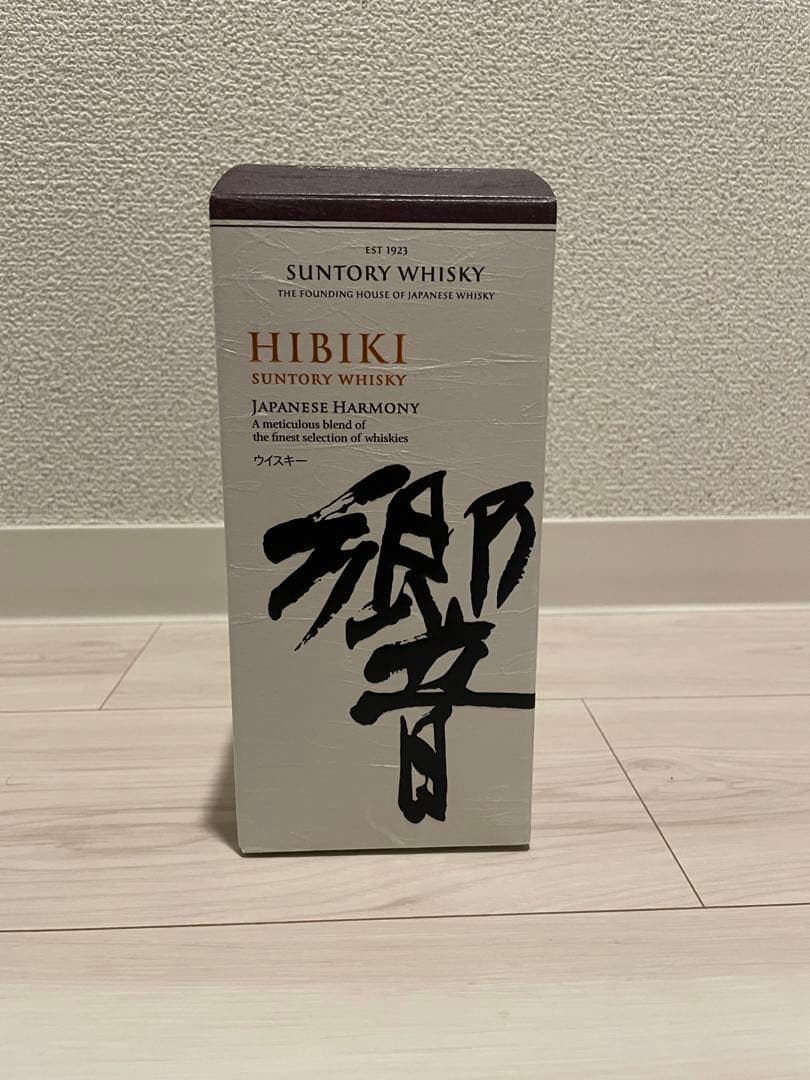 EST 1923
SUNTORY WHISKY
THE FOUNDING HOUSE OF JAPANESE WHISKY
HIBIKI
SUNTORY WHISKY
JAPANESE HARMONY
A meticulous blend of
the finest selection of whiskies
ウイスキー
響